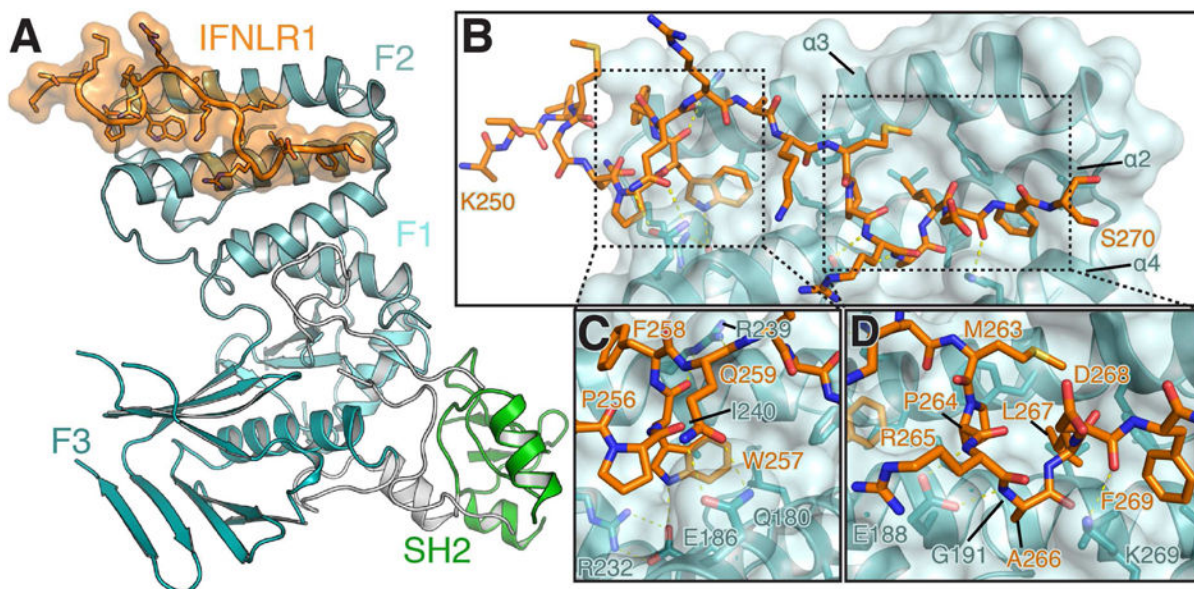 A
IFNLR1
F2
F1
F3
SH2
B
α3
α2
K250
S270
α4
C
F258
R239
Q259
P256
I240
W257
Q180
E186
R232
D
M263
D268
P264
L267
R265
F269
E188
G191
A266
K269